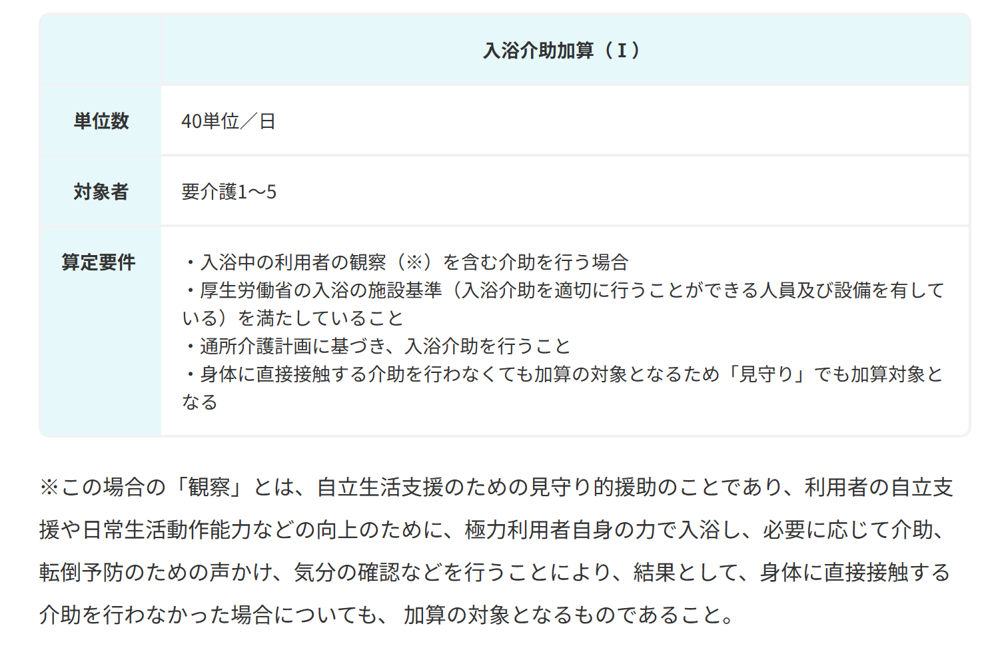 入浴介助加算（Ⅰ）
単位数
40単位／日
対象者
要介護1～5
算定要件
・入浴中の利用者の観察（※）を含む介助を行う場合
・厚生労働省の入浴の施設基準（入浴介助を適切に行うことができる人員及び設備を有して
いる）を満たしていること
・通所介護計画に基づき、入浴介助を行うこと
・身体に直接接触する介助を行わなくても加算の対象となるため「見守り」でも加算対象と
なる
※この場合の「観察」とは、自立生活支援のための見守り的援助のことであり、利用者の自立支
援や日常生活動作能力などの向上のために、極力利用者自身の力で入浴し、必要に応じて介助、
転倒予防のための声かけ、気分の確認などを行うことにより、結果として、身体に直接接触する
介助を行わなかった場合についても、 加算の対象となるものであること。